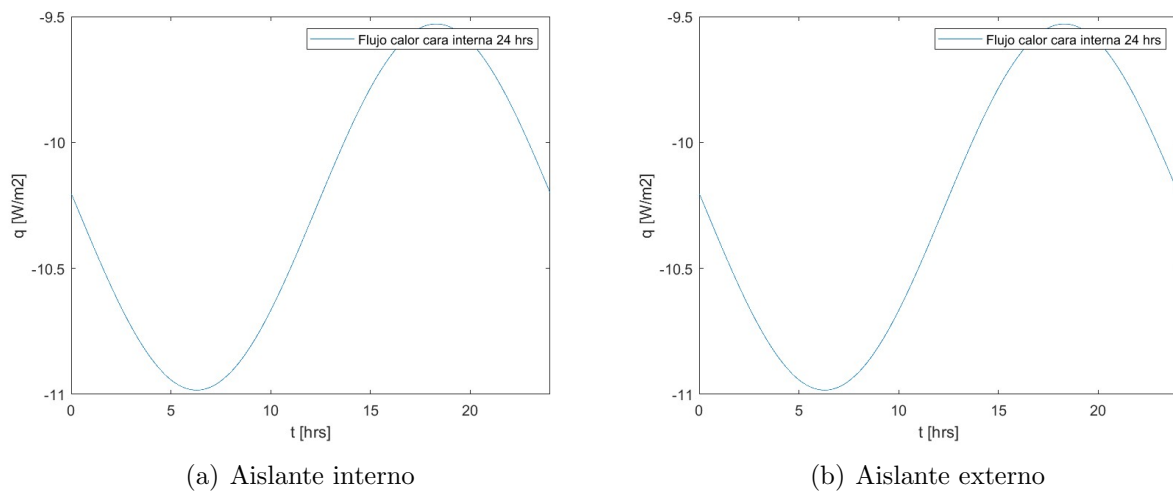 -9.5
Flujo calor cara interna 24 hrs
-10
q [W/m2]
-10.5
-11
0 5 10 15 20
t [hrs]
(a) Aislante interno
-9.5
Flujo calor cara interna 24 hrs
-10
q [W/m2]
-10.5
-11
0 5 10 15 20
t [hrs]
(b) Aislante externo